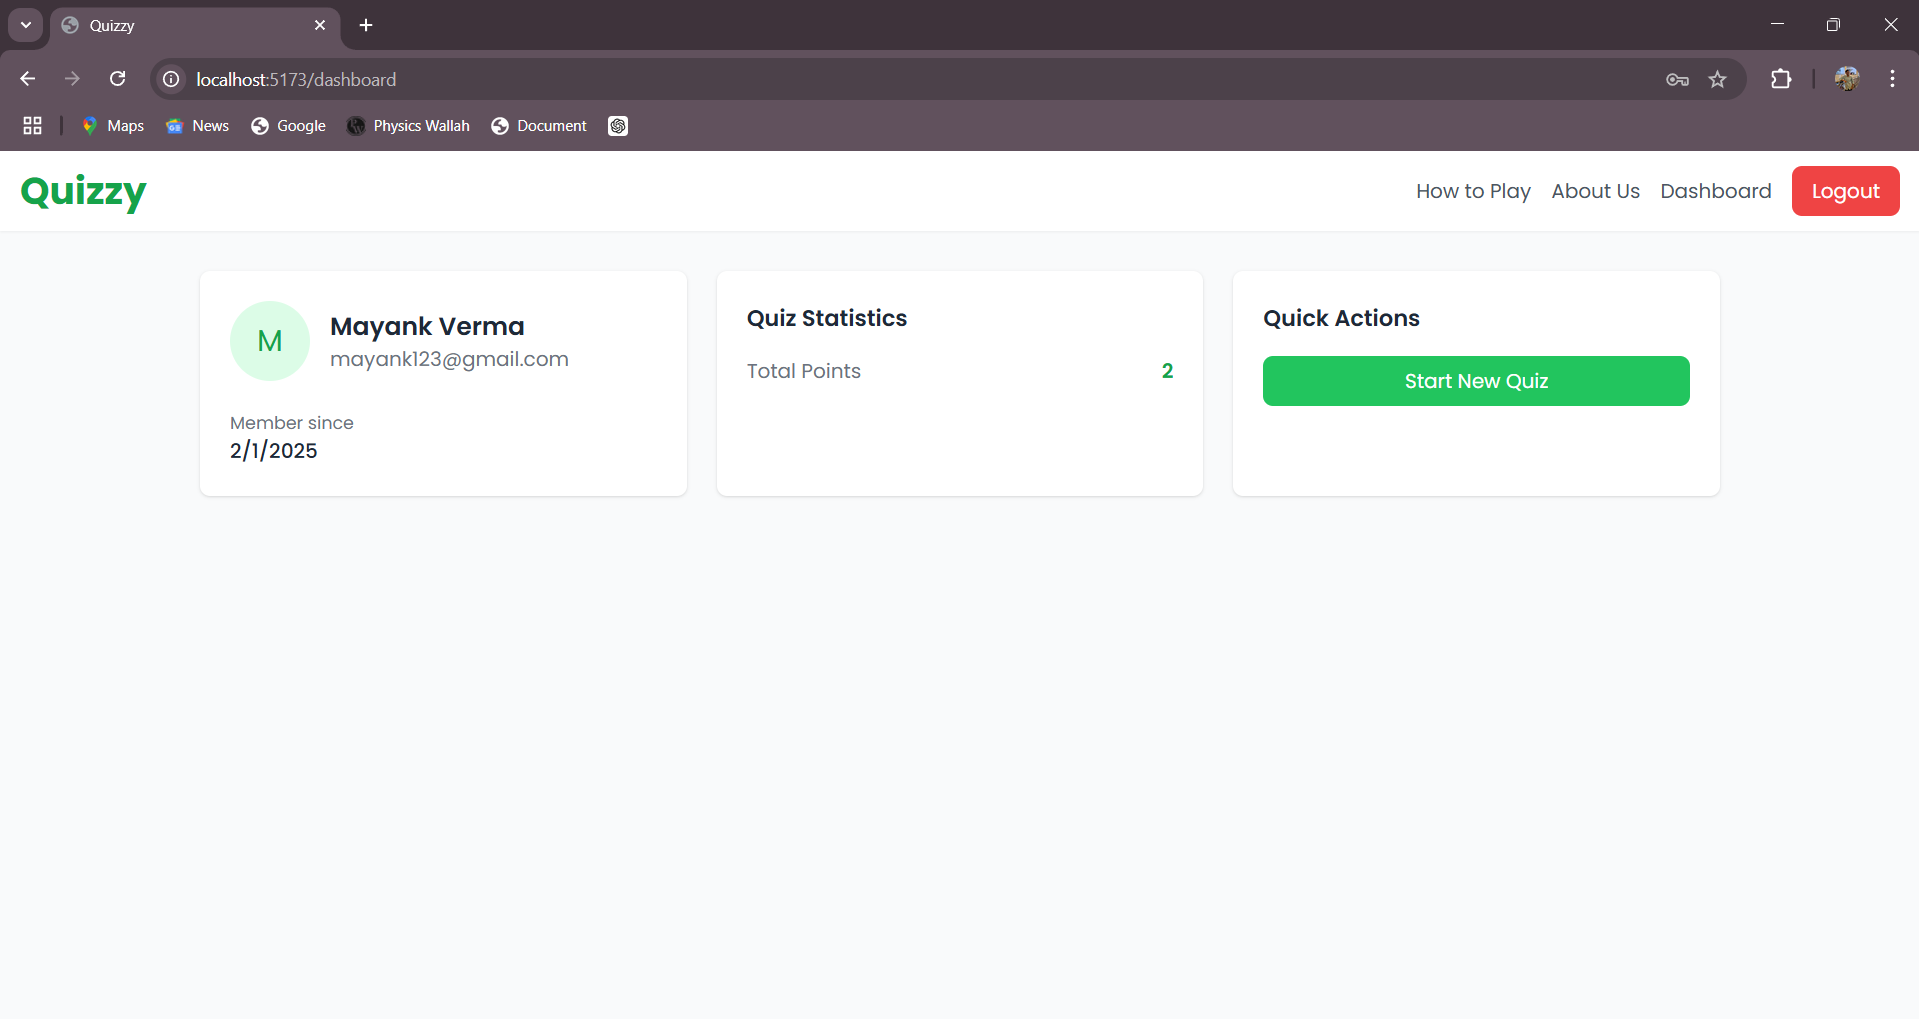 Quizzy
localhost:5173/dashboard
Maps News Google Physics Wallah Document
Quizzy
How to Play About Us Dashboard Logout
M
Mayank Verma
mayank123@gmail.com
Member since
2/1/2025
Quiz Statistics
Total Points 2
Quick Actions
Start New Quiz